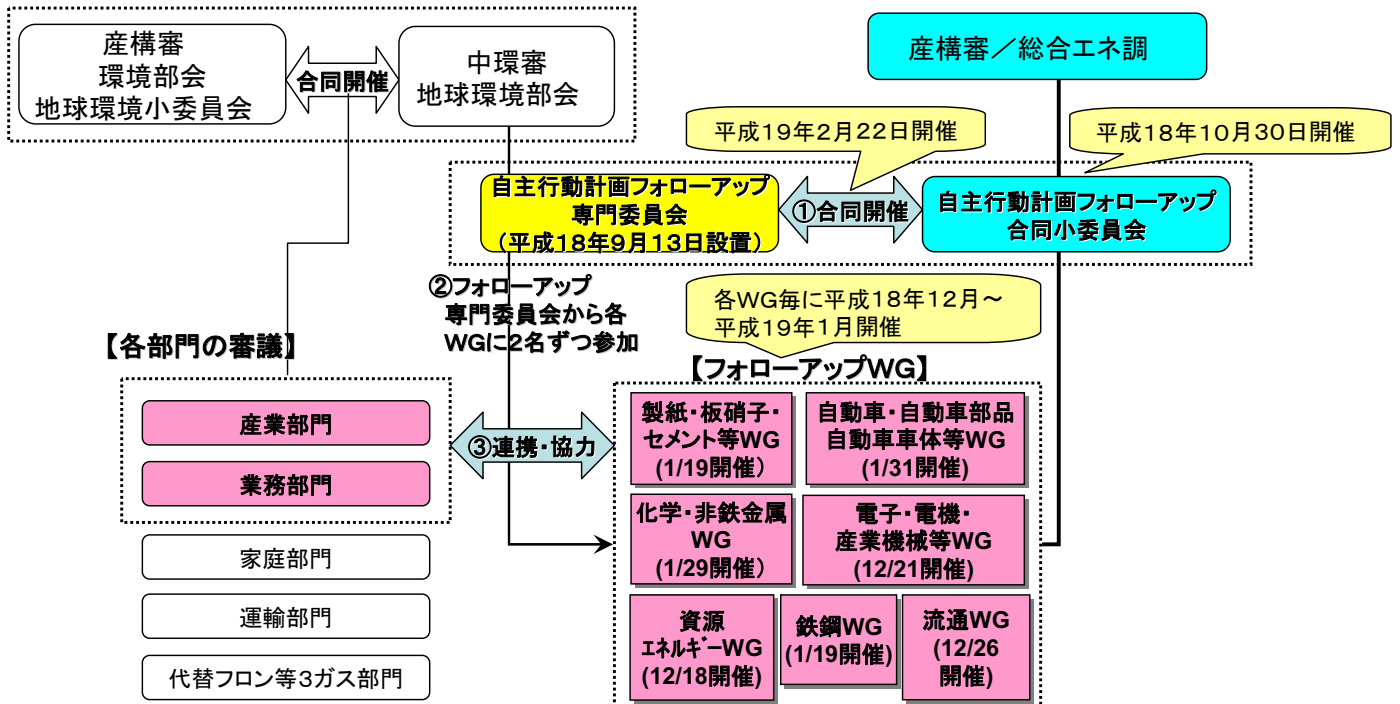 産構審
環境部会
地球環境小委員会
合同開催
中環審
地球環境部会
産構審／総合エネ調
平成19年2月22日開催
平成18年10月30日開催
自主行動計画フォローアップ
専門委員会
（平成18年9月13日設置）
①合同開催
自主行動計画フォローアップ
合同小委員会
②フォローアップ
専門委員会から各
WGに2名ずつ参加
各WG毎に平成18年12月～
平成19年1月開催
【各部門の審議】
【フォローアップWG】
産業部門
業務部門
家庭部門
運輸部門
代替フロン等3ガス部門
③連携・協力
製紙・板硝子・
セメント等WG
(1/19開催）
自動車・自動車部品
自動車車体等WG
(1/31開催)
化学・非鉄金属
WG
(1/29開催）
電子・電機・
産業機械等WG
(12/21開催)
資源
エネルギーWG
(12/18開催)
鉄鋼WG
(1/19開催)
流通WG
(12/26
開催)